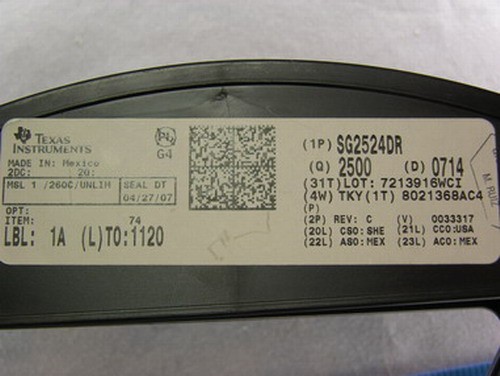 TEXAS
INSTRUMENTS
MADE IN: Mexico
2DC: 2Q:
MSL 1 /260C/UNLIM SEAL DT
04/27/07
OPT:
ITEM: 74
LBL: 1A (L)TO:1120
G4
(1P) SG2524DR
(Q) 2500 (D) 0714
(31T)LOT: 7213916WCI
(4W) TKY(1T) 8021368AC4
(P)
(2P) REV: C (V) 0033317
(20L) CSO:SHE (21L) CCO:USA
(22L) ASO:MEX (23L) ACO:MEX